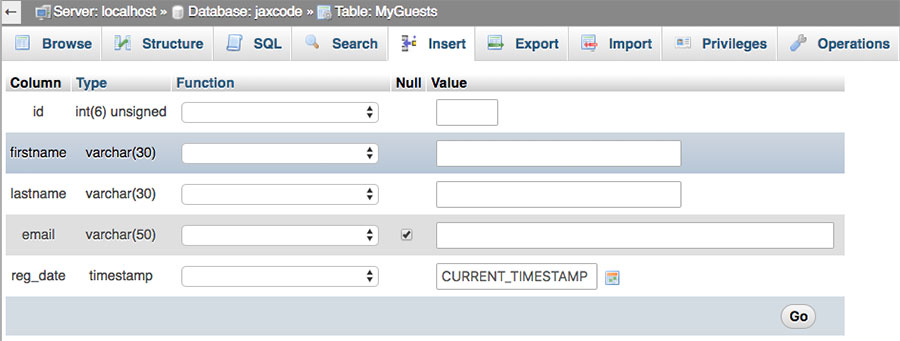 ← Server: localhost » Database: jaxcode » Table: MyGuests
Browse Structure SQL Search Insert Export Import Privileges Operations
Column Type Function Null Value
id int(6) unsigned
firstname varchar(30)
lastname varchar(30)
email varchar(50)
reg_date timestamp CURRENT_TIMESTAMP
Go